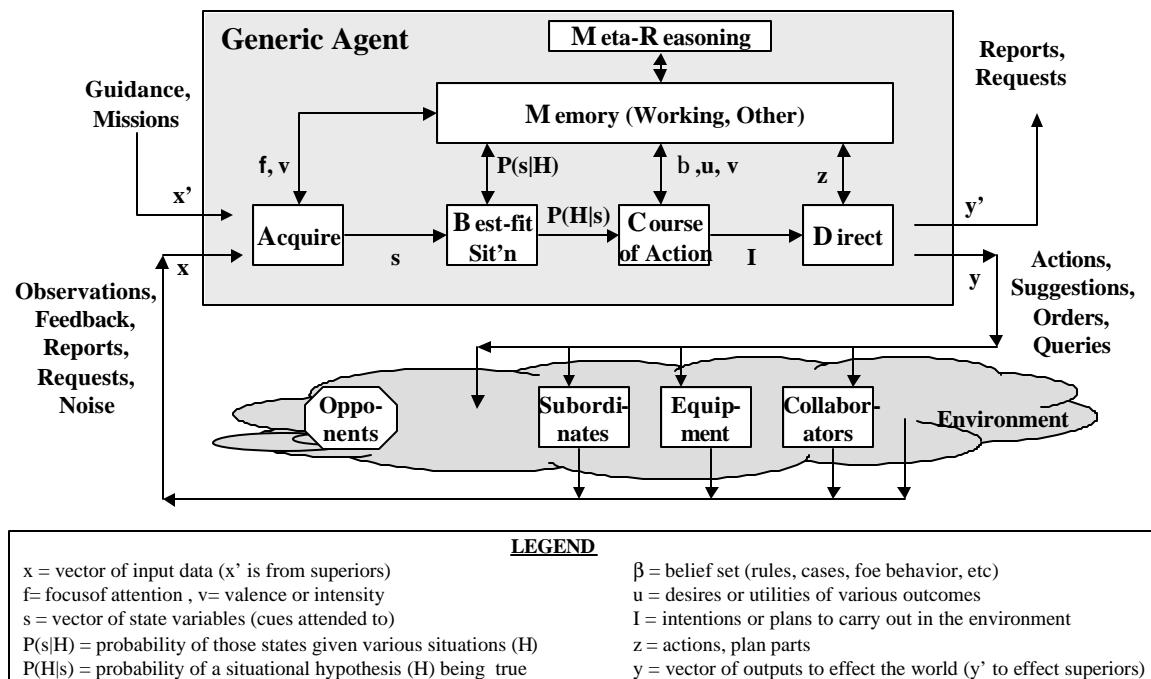 Generic Agent
Meta-Reasoning
Reports,
Requests
Guidance,
Missions
Memory (Working, Other)
f, v
P(s|H)
b ,u, v
z
x’
y’
Acquire
s
Best-fit
Sit’n
P(H|s)
Course
of Action
I
Direct
x
y
Observations,
Feedback,
Reports,
Requests,
Noise
Actions,
Suggestions,
Orders,
Queries
Oppo-
nents
Subordi-
nates
Equip-
ment
Collabor-
ators
Environment
LEGEND
x = vector of input data (x’ is from superiors)
f= focusof attention , v= valence or intensity
s = vector of state variables (cues attended to)
P(s|H) = probability of those states given various situations (H)
P(H|s) = probability of a situational hypothesis (H) being true
β = belief set (rules, cases, foe behavior, etc)
u = desires or utilities of various outcomes
I = intentions or plans to carry out in the environment
z = actions, plan parts
y = vector of outputs to effect the world (y’ to effect superiors)